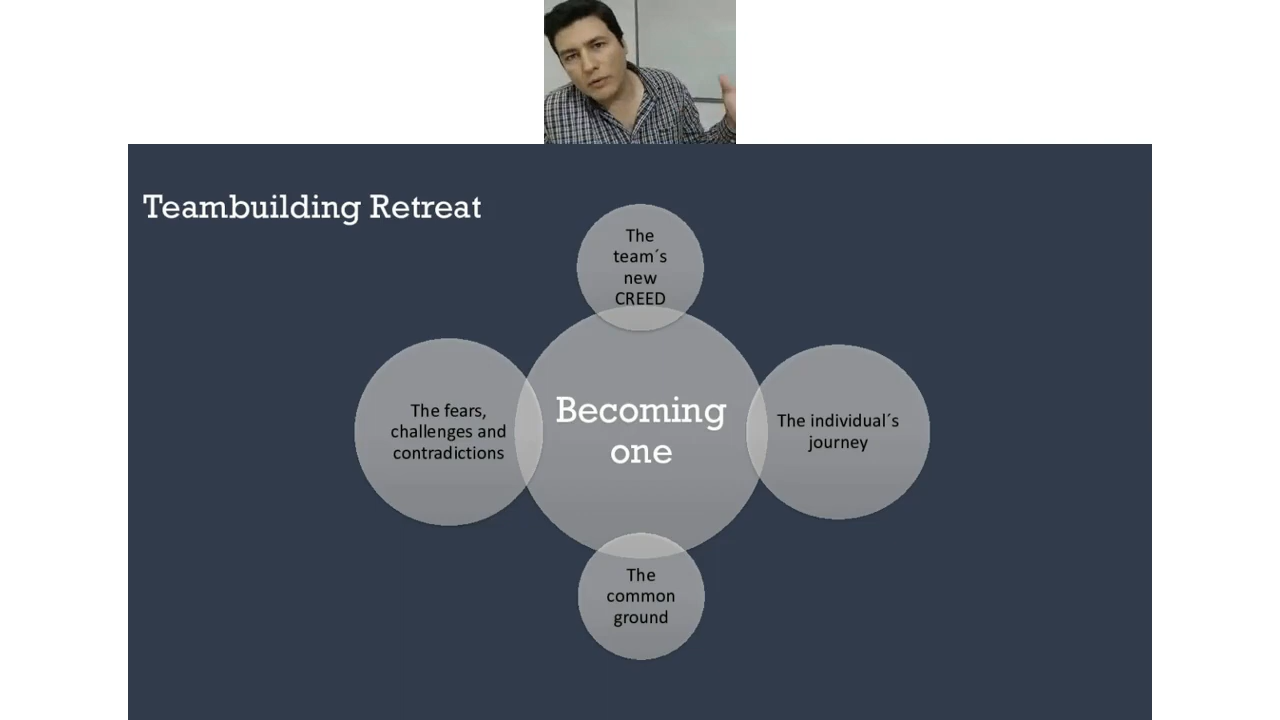 Teambuilding Retreat
The
team´s
new
CREED
The fears,
challenges and
contradictions
Becoming
one
The individual´s
journey
The
common
ground